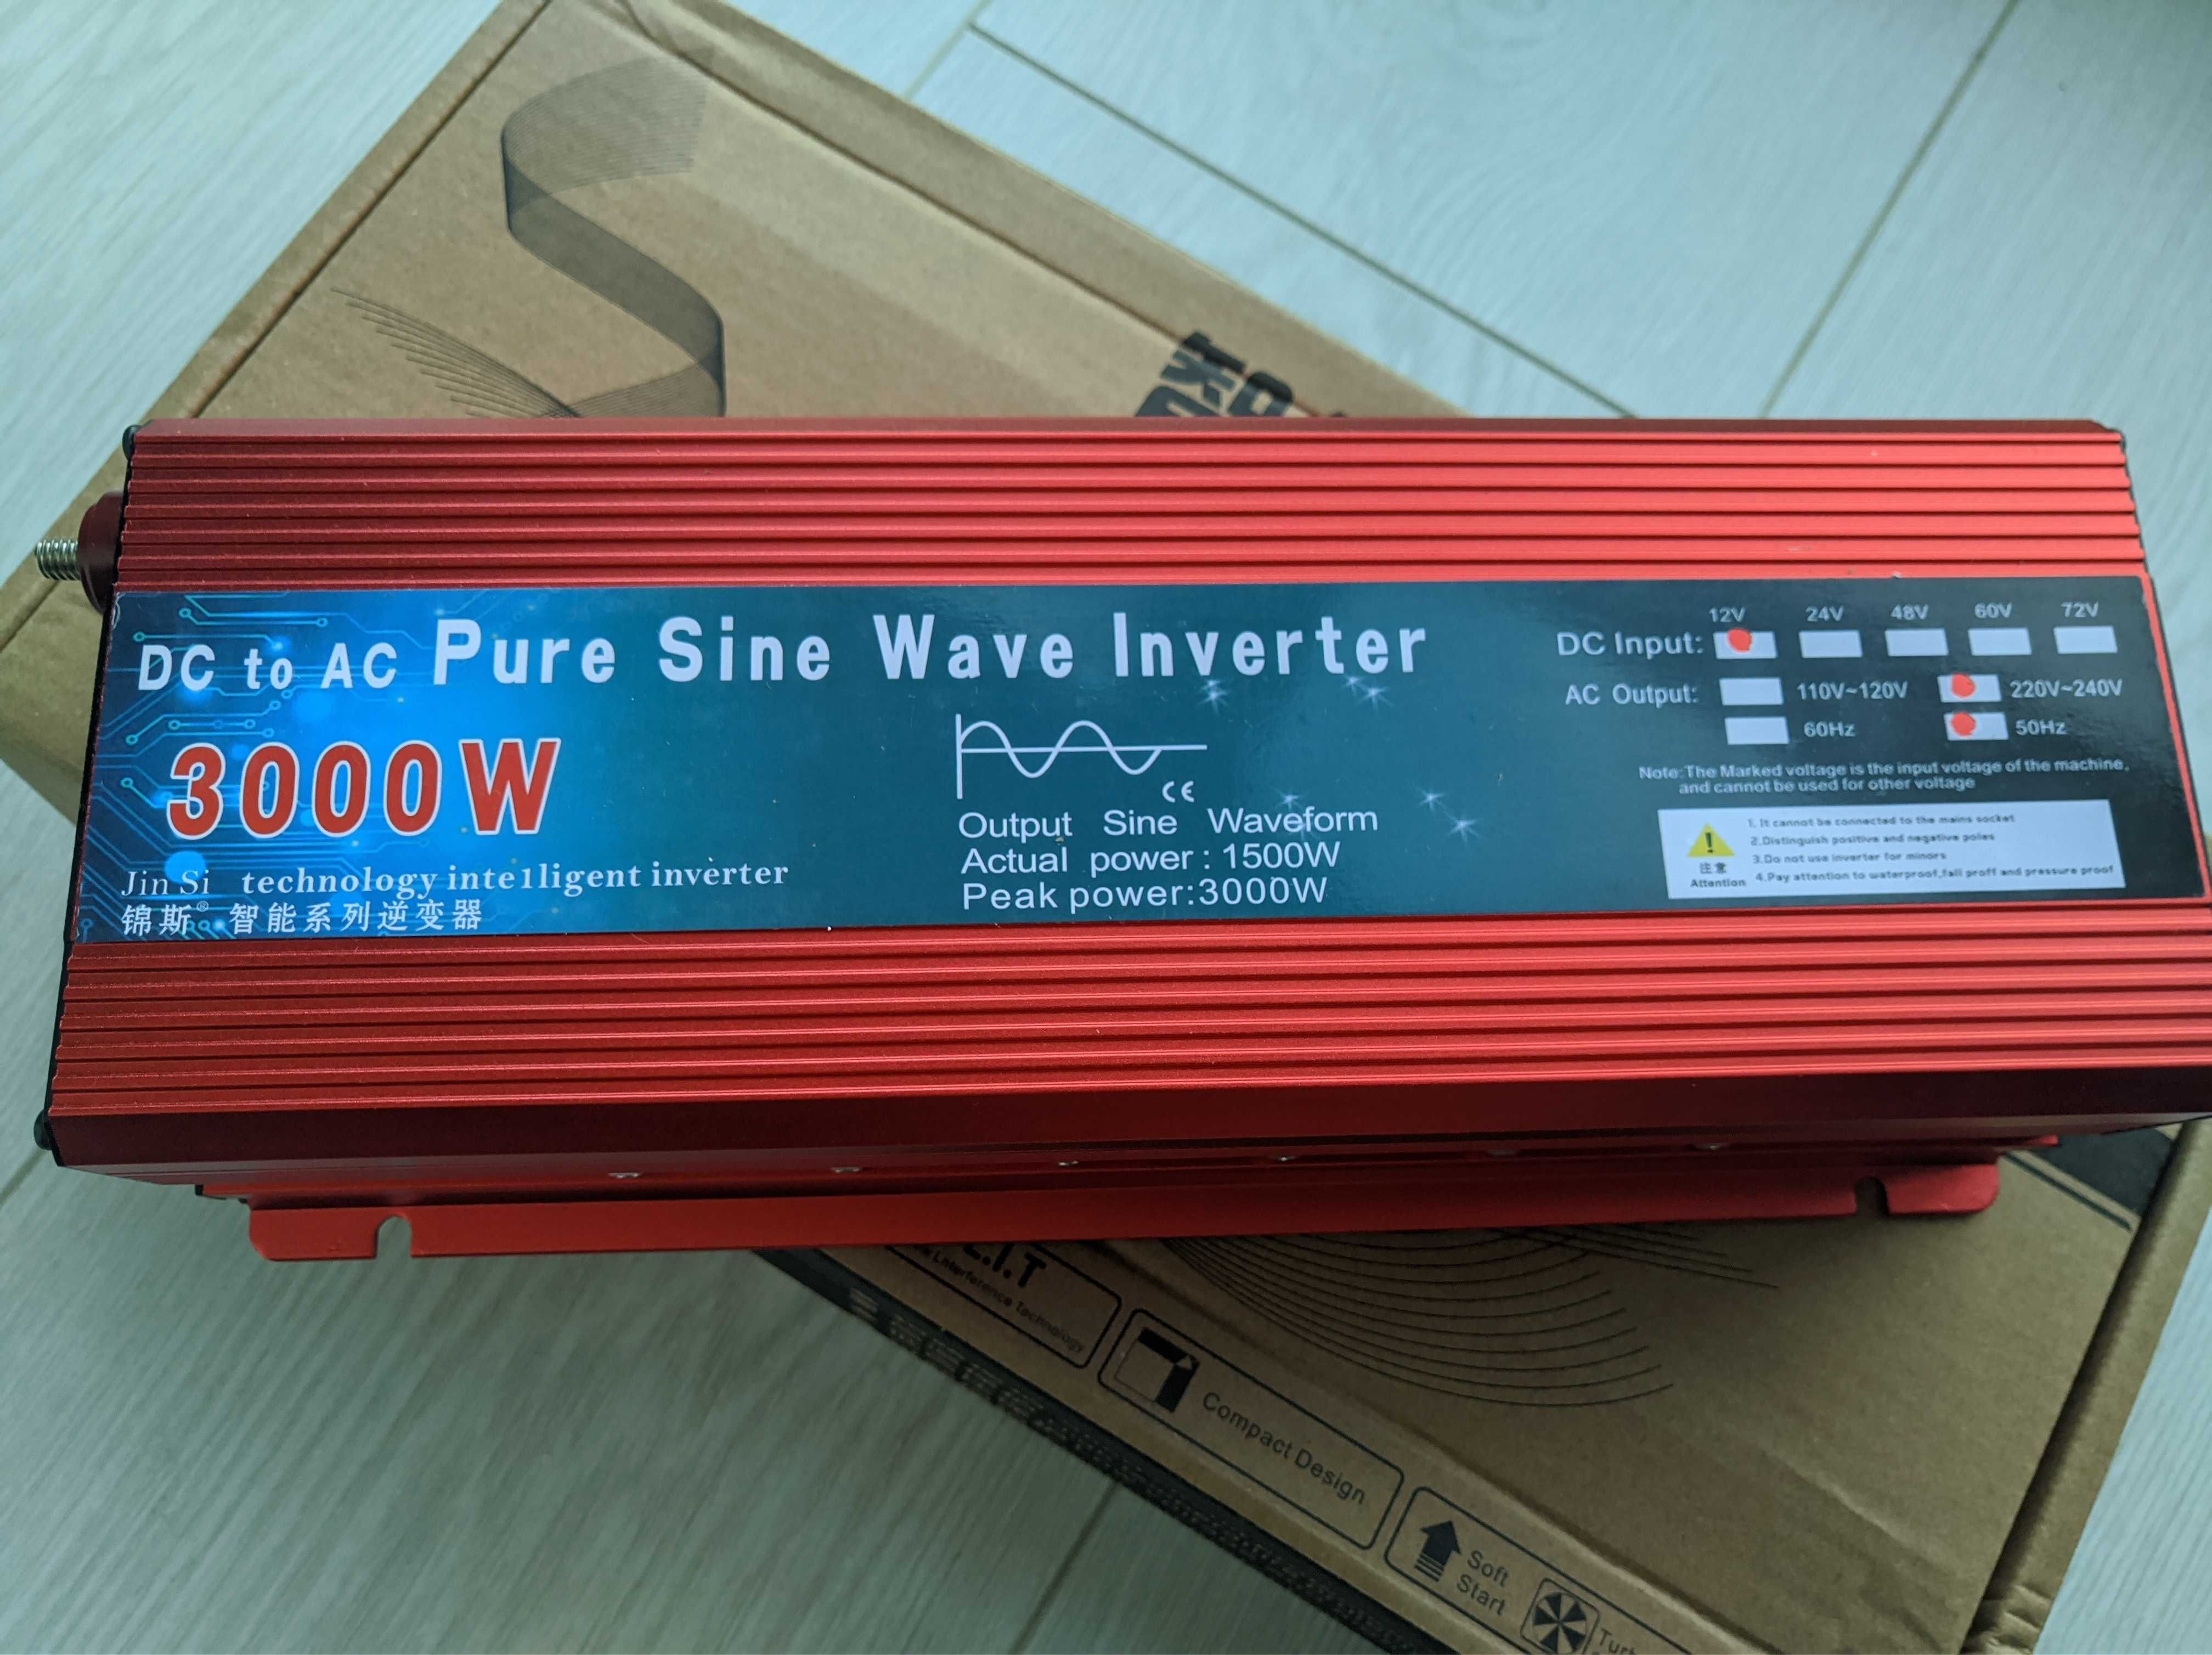 DC to AC Pure Sine Wave Inverter
3000W
Jin Si technology inte1ligent inverter
锦斯® 智能系列逆变器
CE
Output Sine Waveform
Actual power: 1500W
Peak power:3000W
12V 24V 48V 60V 72V
DC Input:
AC Output: 110V~120V 220V~240V
60Hz 50Hz
Note:The Marked voltage is the input voltage of the machine,
and cannot be used for other voltage
注意
Attention
1. It cannot be connected to the mains socket
2.Distinguish positive and negative poles
3.Do not use inverter for minors
4.Pay attention to waterproof,fall proff and pressure proof
.I.T
Interference Technology
Compact Design
Soft
Start